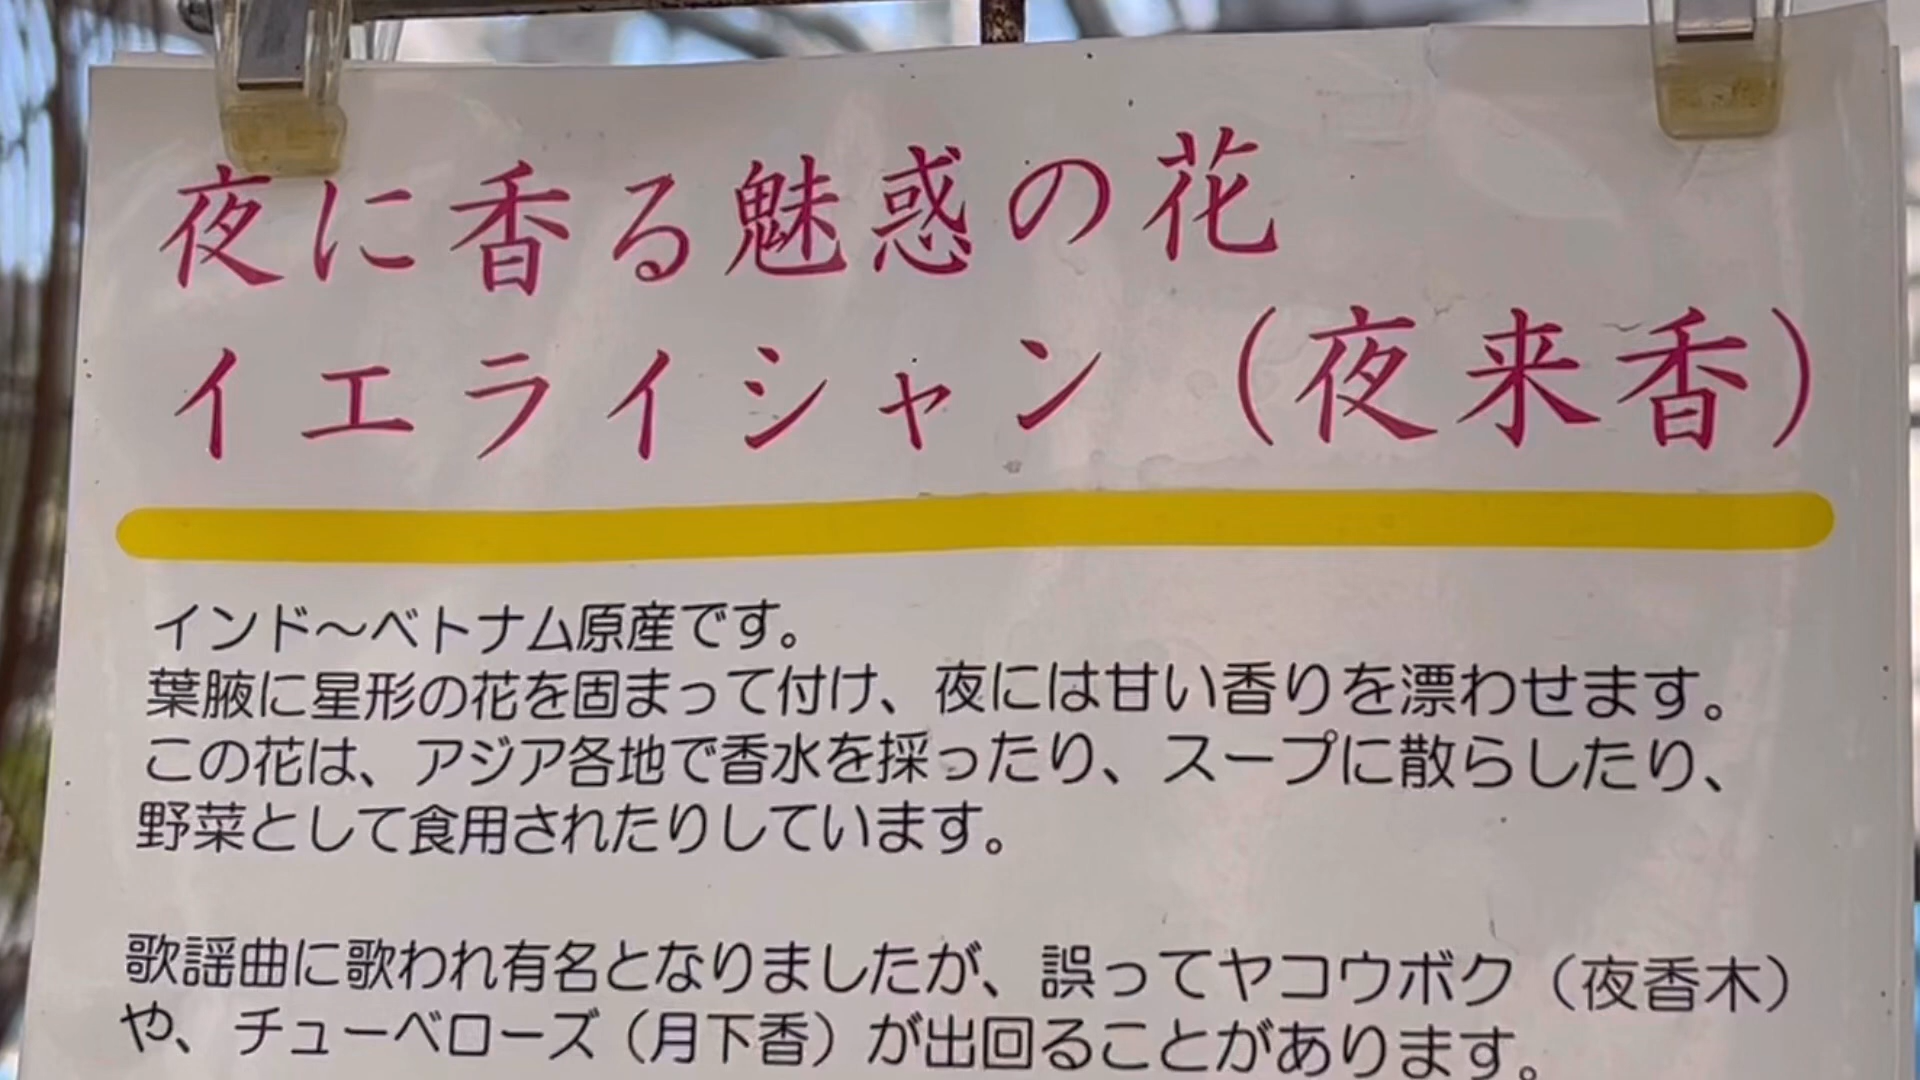 夜に香る魅惑の花
イエライシャン（夜来香）
インド～ベトナム原産です。
葉腋に星形の花を固まって付け、夜には甘い香りを漂わせます。
この花は、アジア各地で香水を採ったり、スープに散らしたり、
野菜として食用されたりしています。
歌謡曲に歌われ有名となりましたが、誤ってヤコウボク（夜香木）
や、チューベローズ（月下香）が出回ることがあります。